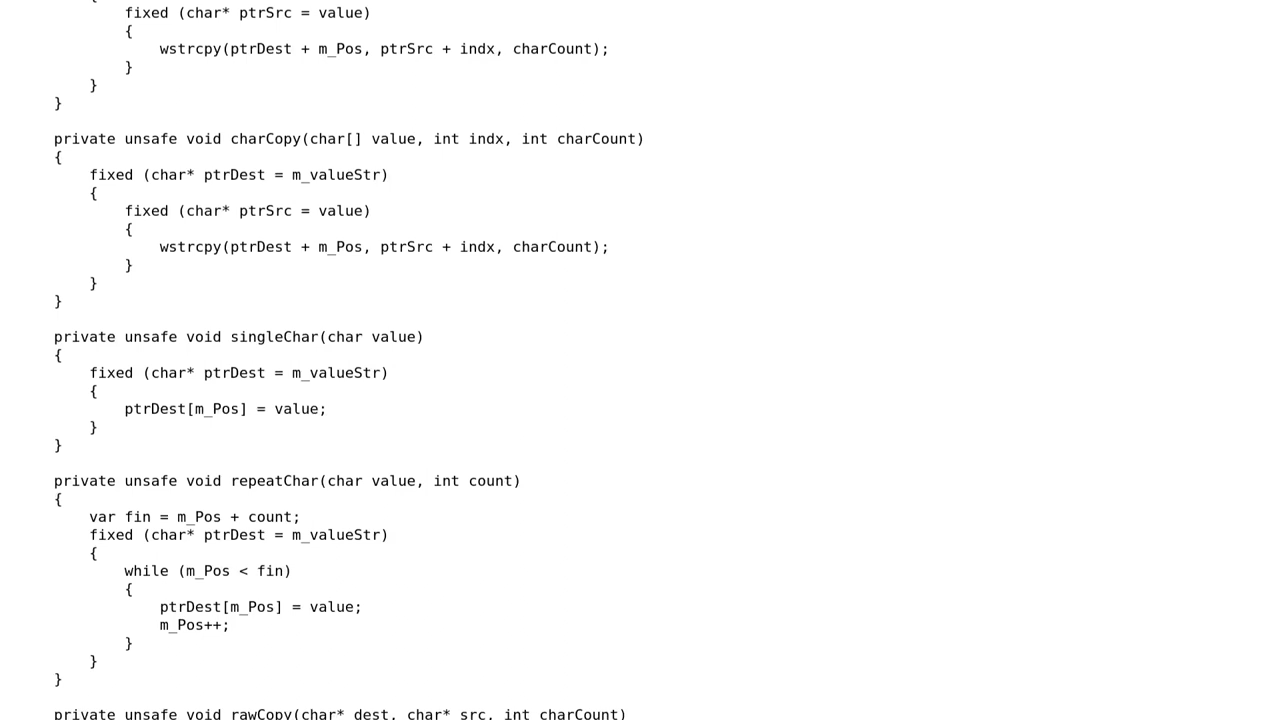 {
fixed (char* ptrSrc = value)
{
wstrcpy(ptrDest + m_Pos, ptrSrc + indx, charCount);
}
}
}
private unsafe void charCopy(char[] value, int indx, int charCount)
{
fixed (char* ptrDest = m_valueStr)
{
fixed (char* ptrSrc = value)
{
wstrcpy(ptrDest + m_Pos, ptrSrc + indx, charCount);
}
}
}
private unsafe void singleChar(char value)
{
fixed (char* ptrDest = m_valueStr)
{
ptrDest[m_Pos] = value;
}
}
private unsafe void repeatChar(char value, int count)
{
var fin = m_Pos + count;
fixed (char* ptrDest = m_valueStr)
{
while (m_Pos < fin)
{
ptrDest[m_Pos] = value;
m_Pos++;
}
}
}
private unsafe void rawCopy(char* dest, char* src, int charCount)